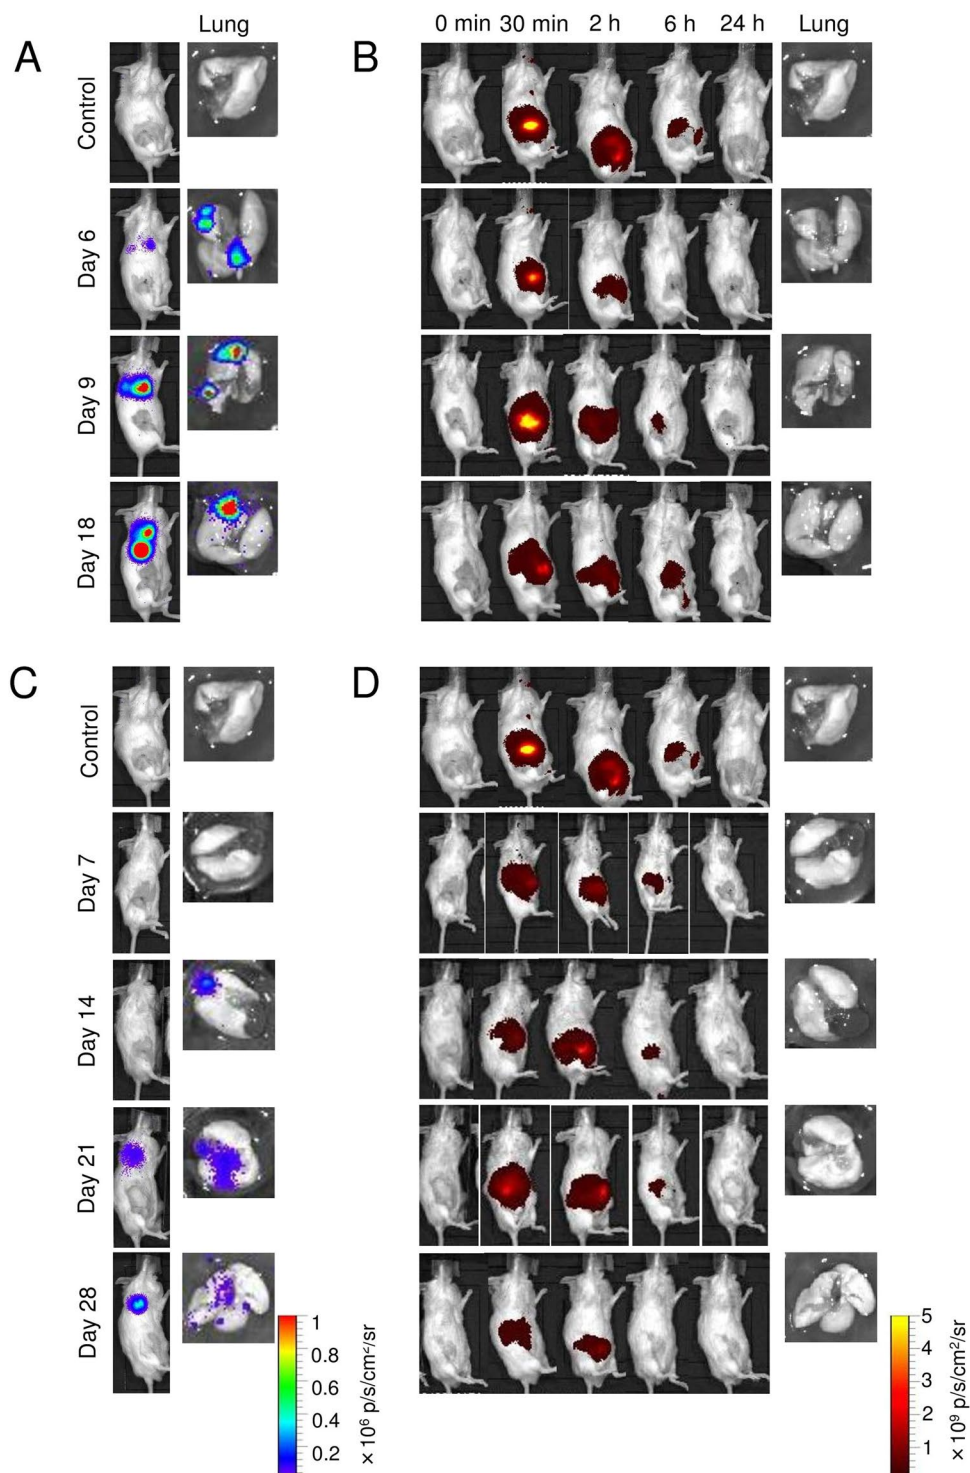 Lung
0 min 30 min 2 h 6 h 24 h Lung
A
B
Control
Day 6
Day 9
Day 18
C
D
Control
Day 7
Day 14
Day 21
Day 28
1
0.8
0.6
0.4
0.2
×10⁶ p/s/cm²/sr
5
4
3
2
1
×10⁹ p/s/cm²/sr